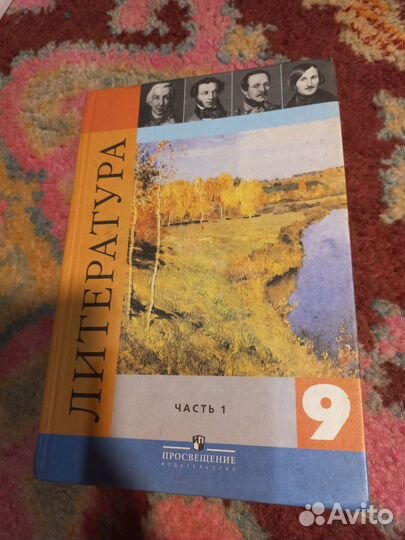 ЛИТЕРАТУРА
ЧАСТЬ 1
9
ПРОСВЕЩЕНИЕ
ИЗДАТЕЛЬСТВО
Avito